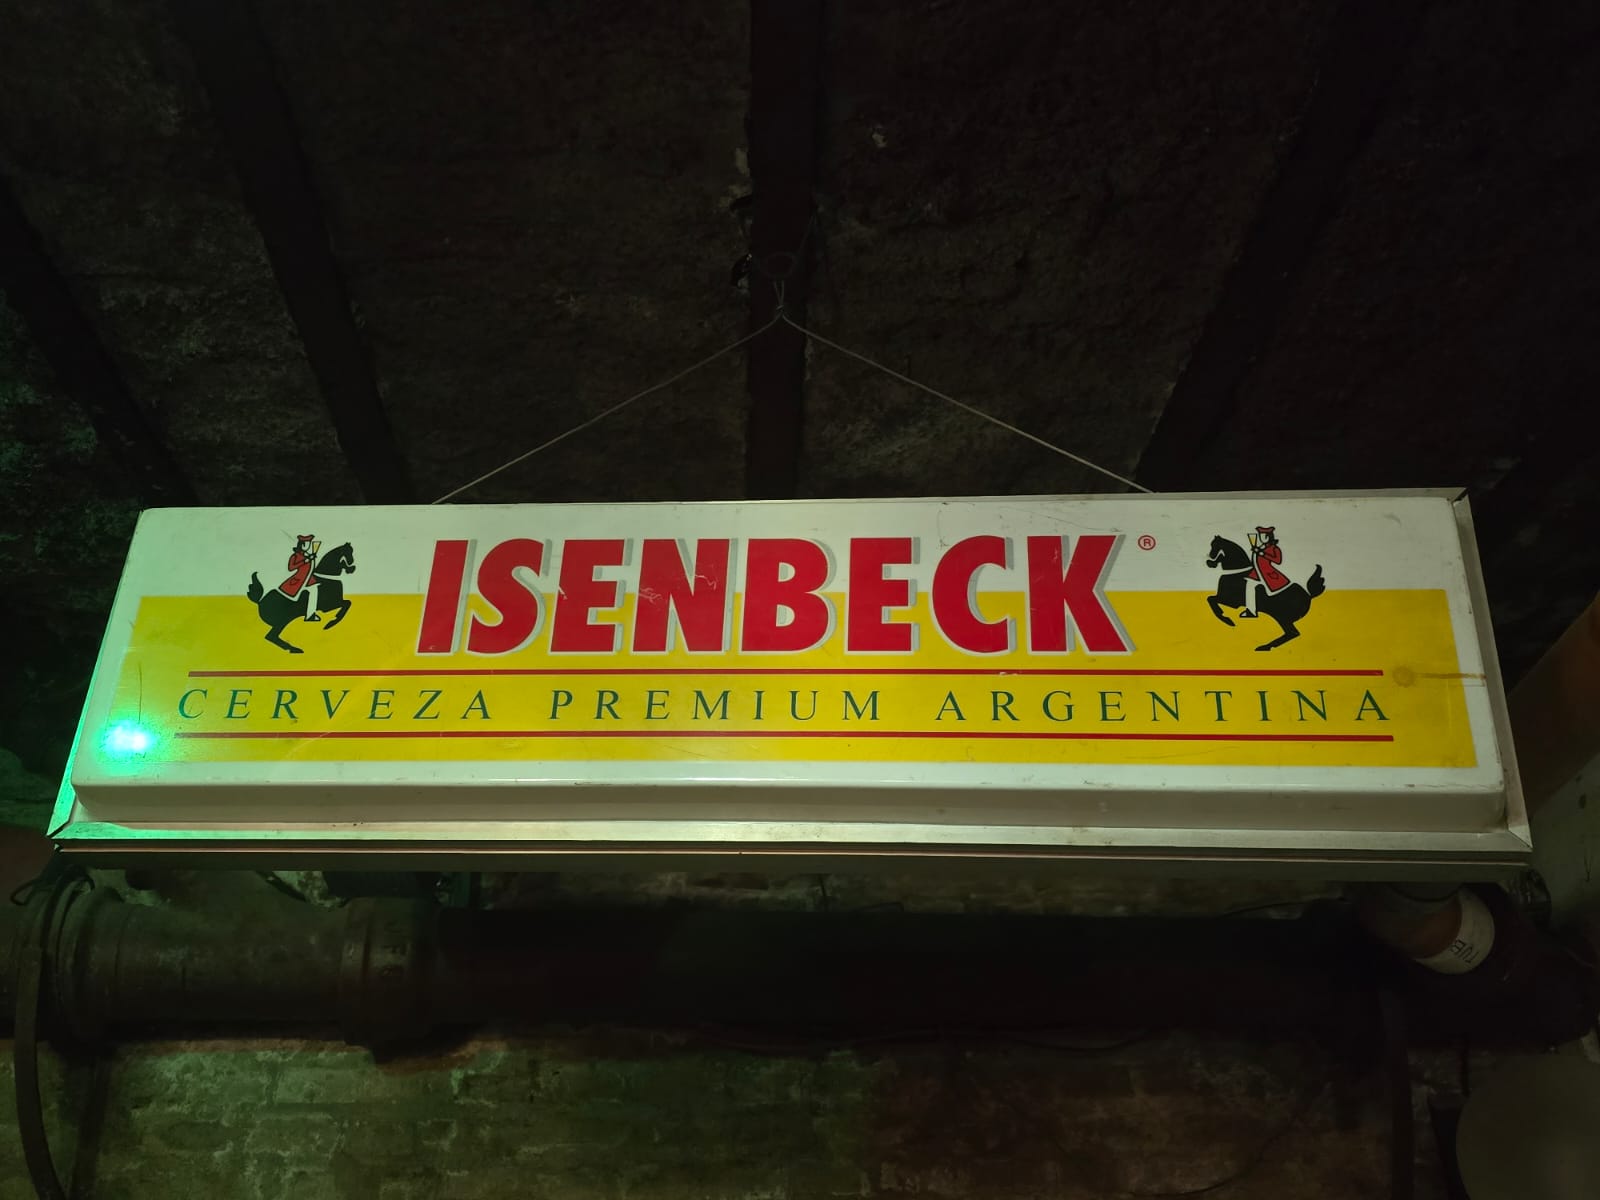 ISENBECK®
CERVEZA PREMIUM ARGENTINA